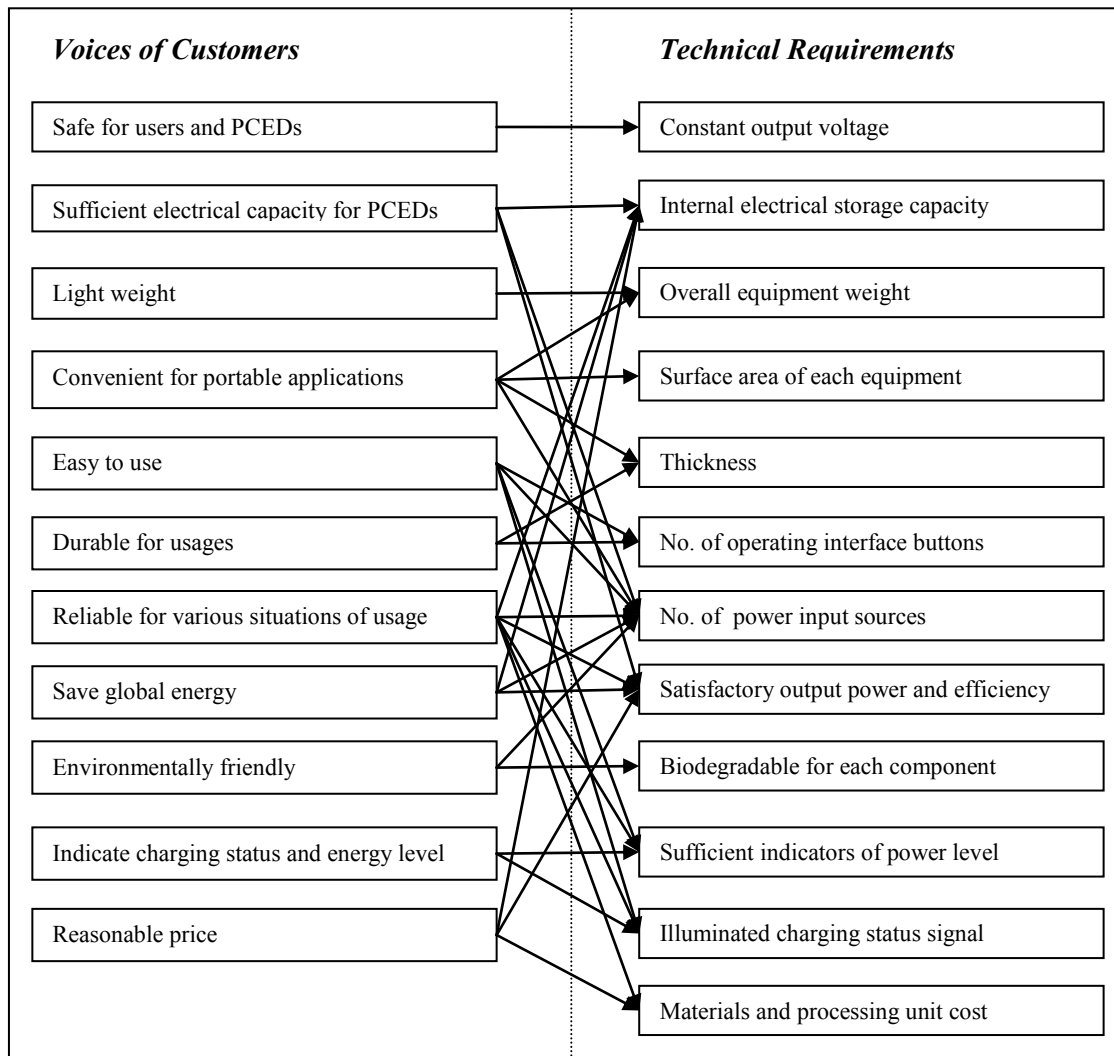 Voices of Customers
Technical Requirements
Safe for users and PCEDs
Constant output voltage
Sufficient electrical capacity for PCEDs
Internal electrical storage capacity
Light weight
Overall equipment weight
Convenient for portable applications
Surface area of each equipment
Easy to use
Thickness
Durable for usages
No. of operating interface buttons
Reliable for various situations of usage
No. of power input sources
Save global energy
Satisfactory output power and efficiency
Environmentally friendly
Biodegradable for each component
Indicate charging status and energy level
Sufficient indicators of power level
Reasonable price
Illuminated charging status signal
Materials and processing unit cost